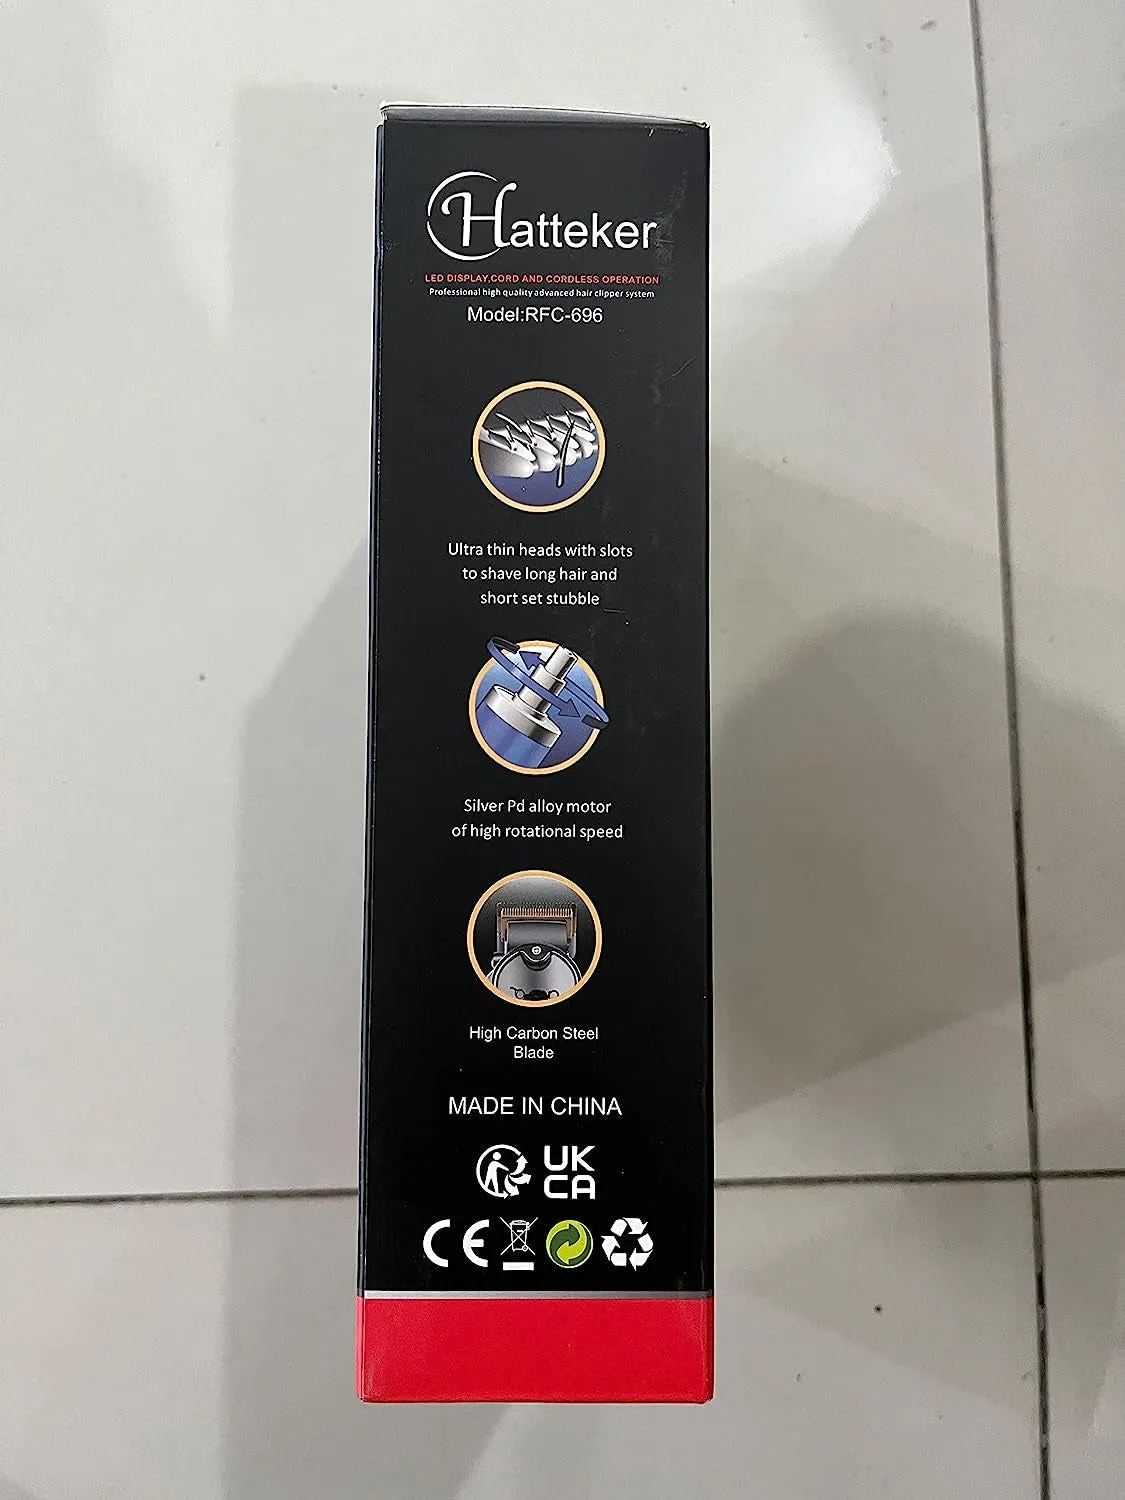 Hatteker
LED DISPLAY,CORD AND CORDLESS OPERATION
Professional high quality advanced hair clipper system
Model:RFC-696
Ultra thin heads with slots
to shave long hair and
short set stubble
Silver Pd alloy motor
of high rotational speed
High Carbon Steel
Blade
MADE IN CHINA
UK
CA
CE